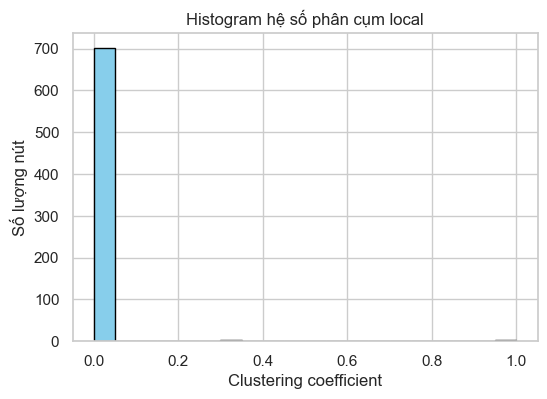 Histogram hệ số phân cụm local
700
600
500
400
300
200
100
0
Số lượng nút
0.0 0.2 0.4 0.6 0.8 1.0
Clustering coefficient